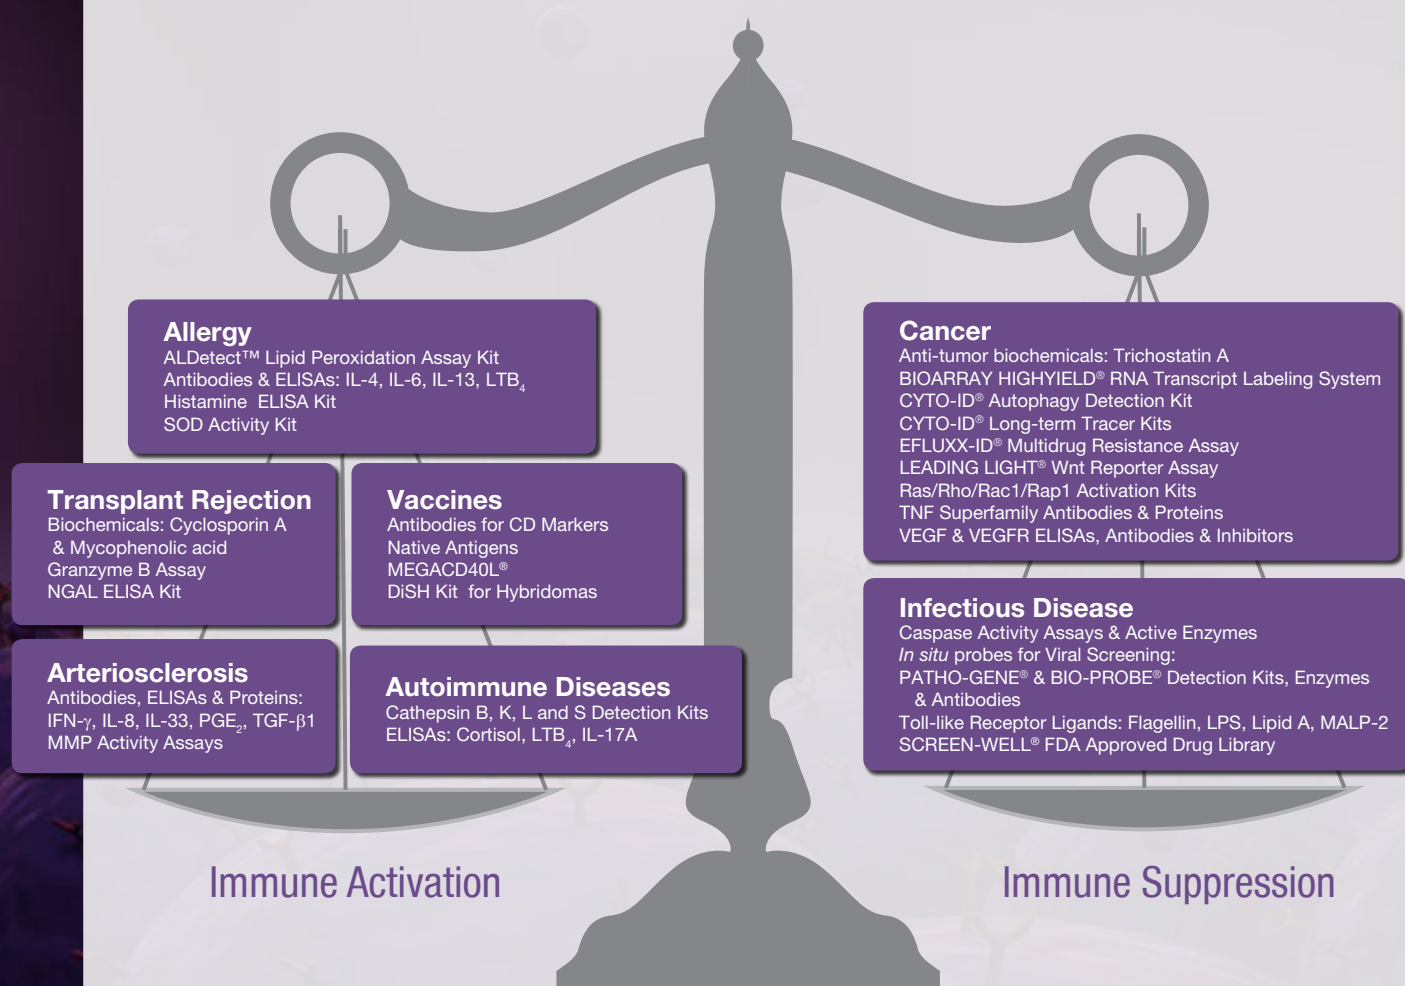 Allergy
ALDetect™ Lipid Peroxidation Assay Kit
Antibodies & ELISAs: IL-4, IL-6, IL-13, LTB₄
Histamine  ELISA Kit
SOD Activity Kit
Transplant Rejection
Biochemicals: Cyclosporin A
& Mycophenolic acid
Granzyme B Assay
NGAL ELISA Kit
Vaccines
Antibodies for CD Markers
Native Antigens
MEGACD40L®
DiSH Kit  for Hybridomas
Arteriosclerosis
Antibodies, ELISAs & Proteins:
IFN-γ, IL-8, IL-33, PGE₂, TGF-β1
MMP Activity Assays
Autoimmune Diseases
Cathepsin B, K, L and S Detection Kits
ELISAs: Cortisol, LTB₄, IL-17A
Immune Activation
Cancer
Anti-tumor biochemicals: Trichostatin A
BIOARRAY HIGHYIELD® RNA Transcript Labeling System
CYTO-ID® Autophagy Detection Kit
CYTO-ID® Long-term Tracer Kits
EFLUXX-ID® Multidrug Resistance Assay
LEADING LIGHT® Wnt Reporter Assay
Ras/Rho/Rac1/Rap1 Activation Kits
TNF Superfamily Antibodies & Proteins
VEGF & VEGFR ELISAs, Antibodies & Inhibitors
Infectious Disease
Caspase Activity Assays & Active Enzymes
In situ probes for Viral Screening:
PATHO-GENE® & BIO-PROBE® Detection Kits, Enzymes
& Antibodies
Toll-like Receptor Ligands: Flagellin, LPS, Lipid A, MALP-2
SCREEN-WELL® FDA Approved Drug Library
Immune Suppression